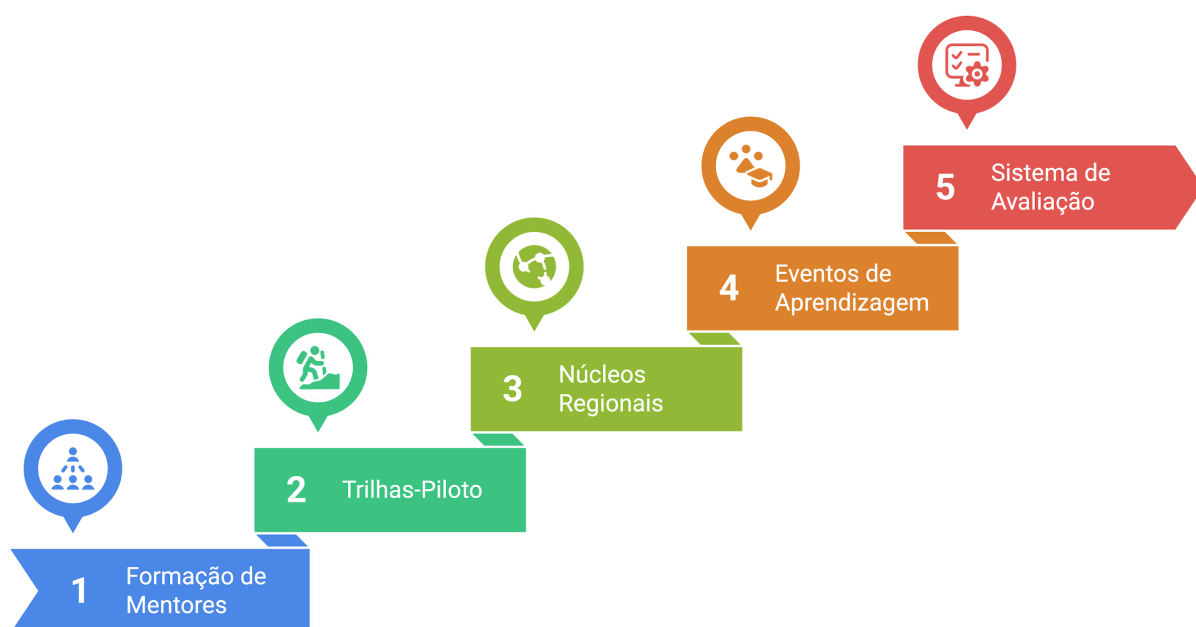 1
Formação de
Mentores
2
Trilhas-Piloto
3
Núcleos
Regionais
4
Eventos de
Aprendizagem
5
Sistema de
Avaliação